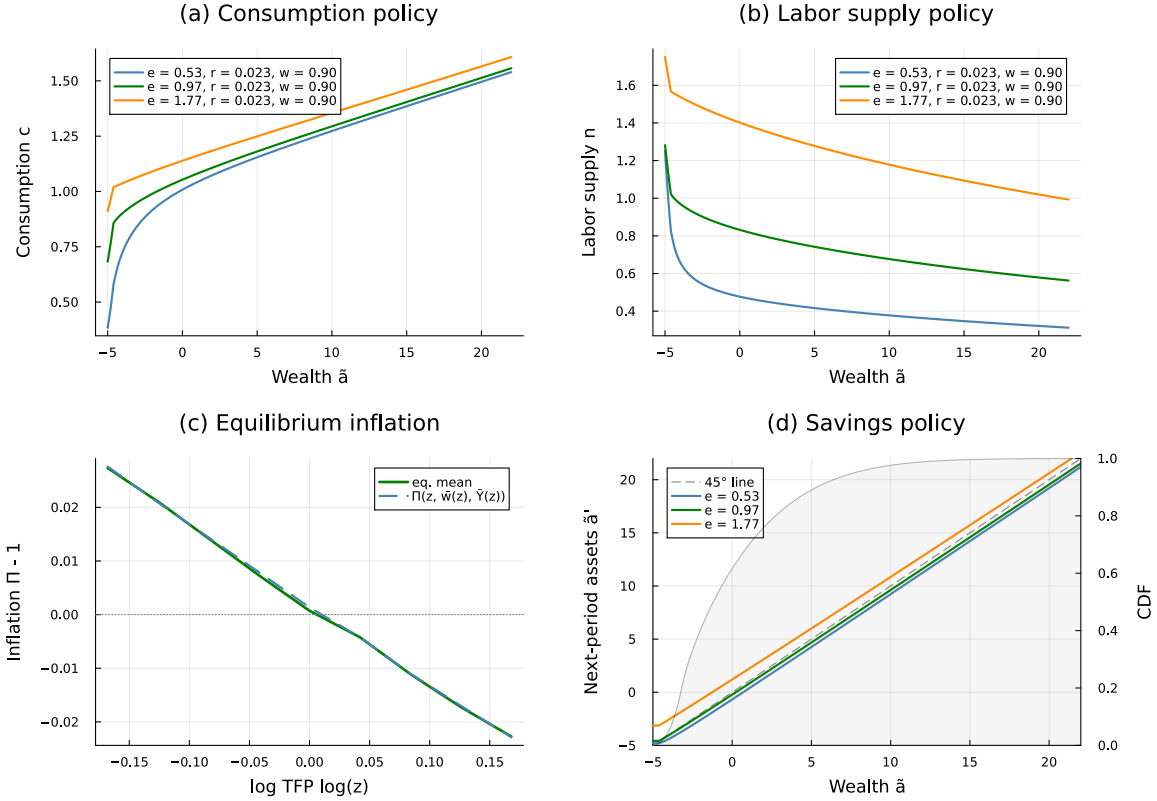 (a) Consumption policy
Consumption c
1.50
1.25
1.00
0.75
0.50
e = 0.53, r = 0.023, w = 0.90
e = 0.97, r = 0.023, w = 0.90
e = 1.77, r = 0.023, w = 0.90
−5 0 5 10 15 20
Wealth ã
(b) Labor supply policy
Labor supply n
1.6
1.4
1.2
1.0
0.8
0.6
0.4
e = 0.53, r = 0.023, w = 0.90
e = 0.97, r = 0.023, w = 0.90
e = 1.77, r = 0.023, w = 0.90
−5 0 5 10 15 20
Wealth ã
(c) Equilibrium inflation
Inflation Π - 1
0.02
0.01
0.00
−0.01
−0.02
eq. mean
Π(z, w̄(z), Ȳ(z))
−0.15 −0.10 −0.05 0.00 0.05 0.10 0.15
log TFP log(z)
(d) Savings policy
Next-period assets ã'
20
15
10
5
0
−5
45° line
e = 0.53
e = 0.97
e = 1.77
−5 0 5 10 15 20
Wealth ã
1.0
0.8
0.6
0.4
0.2
0.0
CDF